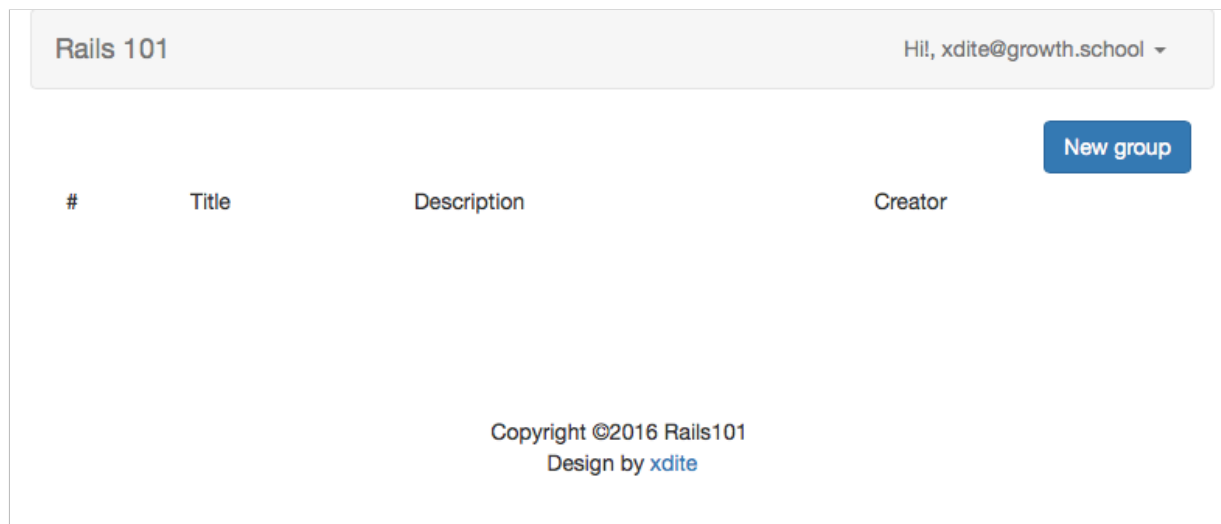 Rails 101 Hi!, xdite@growth.school
New group
# Title Description Creator
Copyright ©2016 Rails101
Design by xdite